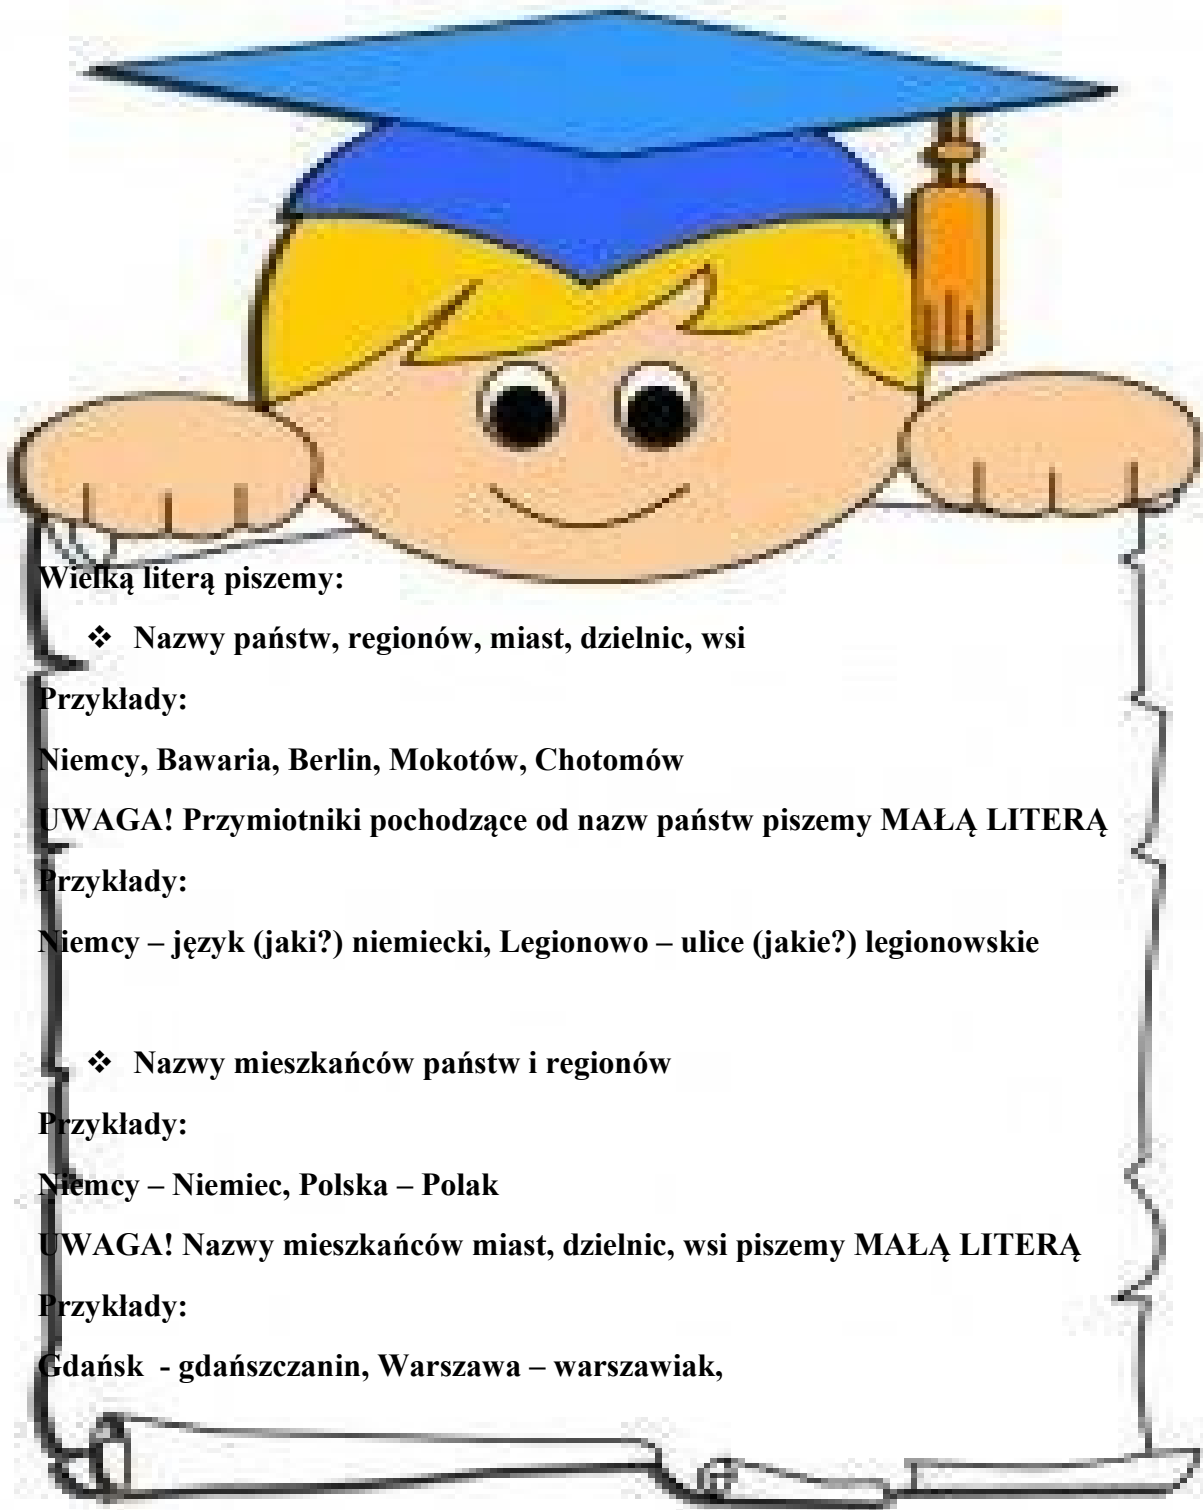 Wielką literą piszemy:
❖ Nazwy państw, regionów, miast, dzielnic, wsi
Przykłady:
Niemcy, Bawaria, Berlin, Mokotów, Chotomów
UWAGA! Przymiotniki pochodzące od nazw państw piszemy MAŁĄ LITERĄ
Przykłady:
Niemcy – język (jaki?) niemiecki, Legionowo – ulice (jakie?) legionowskie
❖ Nazwy mieszkańców państw i regionów
Przykłady:
Niemcy – Niemiec, Polska – Polak
UWAGA! Nazwy mieszkańców miast, dzielnic, wsi piszemy MAŁĄ LITERĄ
Przykłady:
Gdańsk - gdańszczanin, Warszawa – warszawiak,